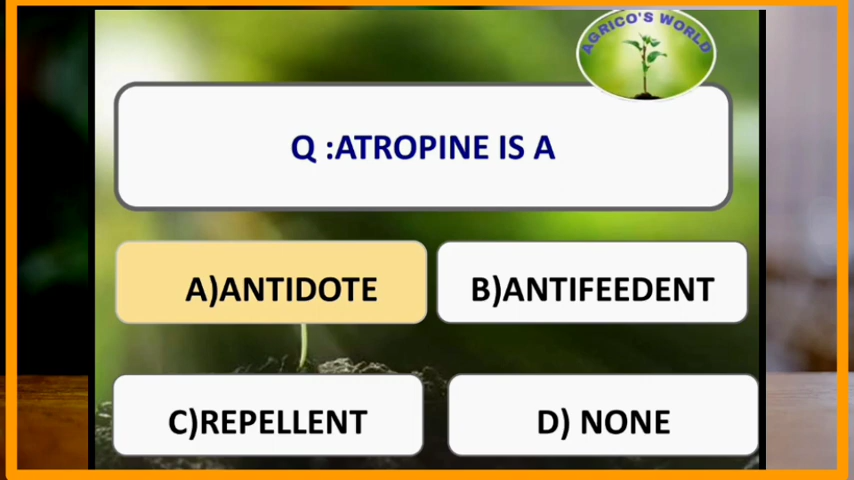 AGRICO'S WORLD
Q :ATROPINE IS A
A)ANTIDOTE
B)ANTIFEEDENT
C)REPELLENT
D) NONE